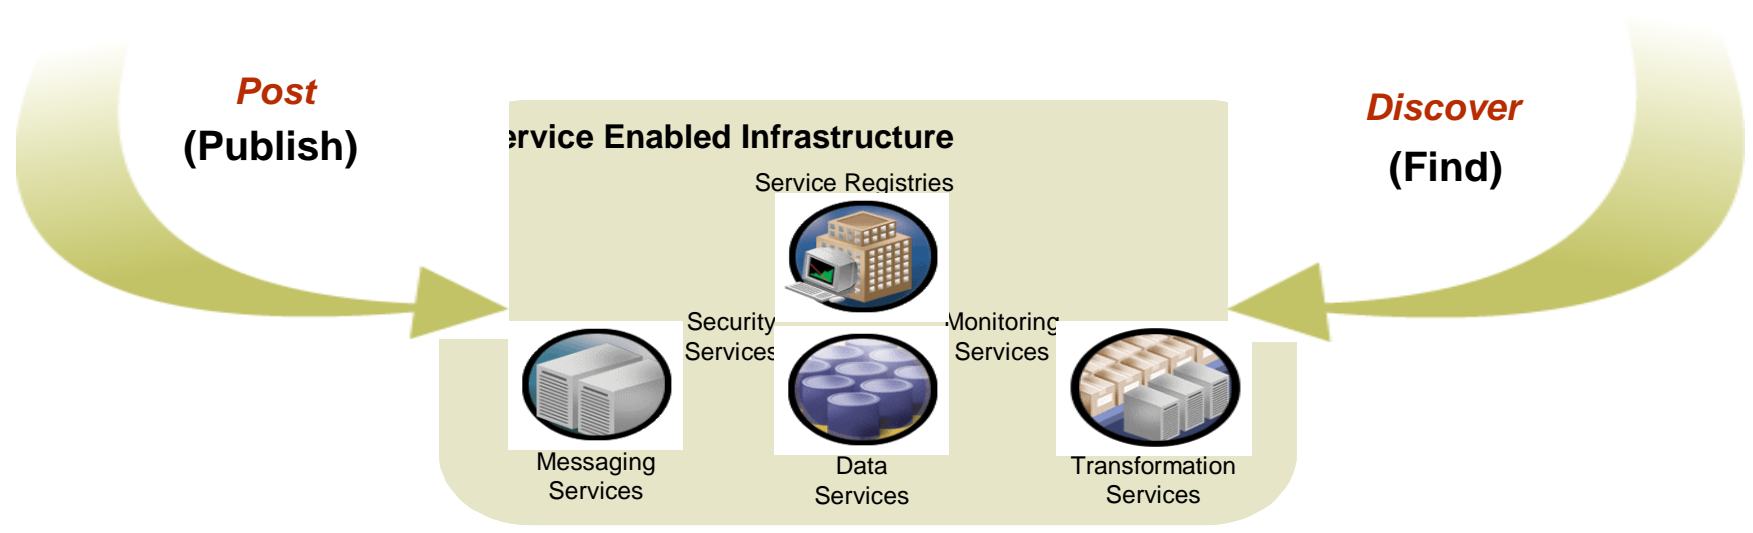 Post
(Publish)
ervice Enabled Infrastructure
Service Registries
Discover
(Find)
Security
Services
Monitoring
Services
Messaging
Services
Data
Services
Transformation
Services